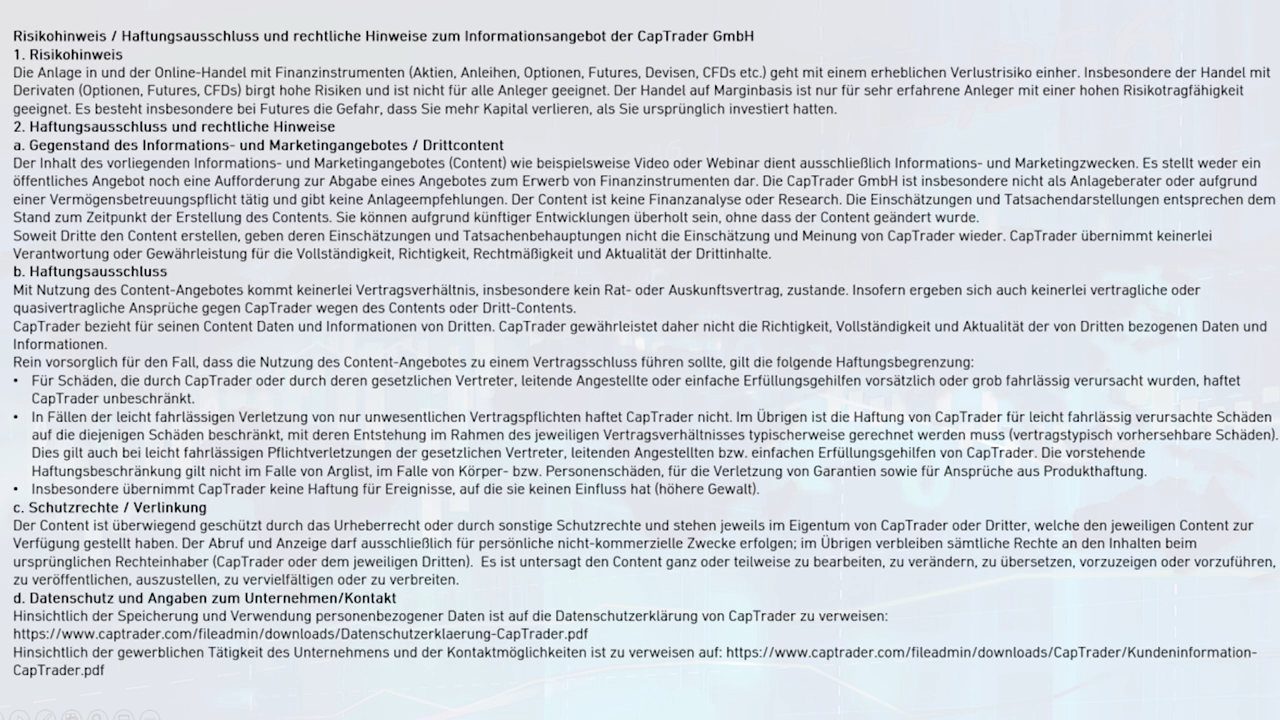 Risikohinweis / Haftungsausschluss und rechtliche Hinweise zum Informationsangebot der CapTrader GmbH
1. Risikohinweis
Die Anlage in und der Online-Handel mit Finanzinstrumenten (Aktien, Anleihen, Optionen, Futures, Devisen, CFDs etc.) geht mit einem erheblichen Verlustrisiko einher. Insbesondere der Handel mit
Derivaten (Optionen, Futures, CFDs) birgt hohe Risiken und ist nicht für alle Anleger geeignet. Der Handel auf Marginbasis ist nur für sehr erfahrene Anleger mit einer hohen Risikotragfähigkeit
geeignet. Es besteht insbesondere bei Futures die Gefahr, dass Sie mehr Kapital verlieren, als Sie ursprünglich investiert hatten.
2. Haftungsausschluss und rechtliche Hinweise
a. Gegenstand des Informations- und Marketingangebotes / Drittcontent
Der Inhalt des vorliegenden Informations- und Marketingangebotes (Content) wie beispielsweise Video oder Webinar dient ausschließlich Informations- und Marketingzwecken. Es stellt weder ein
öffentliches Angebot noch eine Aufforderung zur Abgabe eines Angebotes zum Erwerb von Finanzinstrumenten dar. Die CapTrader GmbH ist insbesondere nicht als Anlageberater oder aufgrund
einer Vermögensbetreuungspflicht tätig und gibt keine Anlageempfehlungen. Der Content ist keine Finanzanalyse oder Research. Die Einschätzungen und Tatsachendarstellungen entsprechen dem
Stand zum Zeitpunkt der Erstellung des Contents. Sie können aufgrund künftiger Entwicklungen überholt sein, ohne dass der Content geändert wurde.
Soweit Dritte den Content erstellen, geben deren Einschätzungen und Tatsachenbehauptungen nicht die Einschätzung und Meinung von CapTrader wieder. CapTrader übernimmt keinerlei
Verantwortung oder Gewährleistung für die Vollständigkeit, Richtigkeit, Rechtmäßigkeit und Aktualität der Drittinhalte.
b. Haftungsausschluss
Mit Nutzung des Content-Angebotes kommt keinerlei Vertragsverhältnis, insbesondere kein Rat- oder Auskunftsvertrag, zustande. Insofern ergeben sich auch keinerlei vertragliche oder
quasivertragliche Ansprüche gegen CapTrader wegen des Contents oder Dritt-Contents.
CapTrader bezieht für seinen Content Daten und Informationen von Dritten. CapTrader gewährleistet daher nicht die Richtigkeit, Vollständigkeit und Aktualität der von Dritten bezogenen Daten und
Informationen.
Rein vorsorglich für den Fall, dass die Nutzung des Content-Angebotes zu einem Vertragsschluss führen sollte, gilt die folgende Haftungsbegrenzung:
• Für Schäden, die durch CapTrader oder durch deren gesetzlichen Vertreter, leitende Angestellte oder einfache Erfüllungsgehilfen vorsätzlich oder grob fahrlässig verursacht wurden, haftet
CapTrader unbeschränkt.
• In Fällen der leicht fahrlässigen Verletzung von nur unwesentlichen Vertragspflichten haftet CapTrader nicht. Im Übrigen ist die Haftung von CapTrader für leicht fahrlässig verursachte Schäden
auf die diejenigen Schäden beschränkt, mit deren Entstehung im Rahmen des jeweiligen Vertragsverhältnisses typischerweise gerechnet werden muss (vertragstypisch vorhersehbare Schäden).
Dies gilt auch bei leicht fahrlässigen Pflichtverletzungen der gesetzlichen Vertreter, leitenden Angestellten bzw. einfachen Erfüllungsgehilfen von CapTrader. Die vorstehende
Haftungsbeschränkung gilt nicht im Falle von Arglist, im Falle von Körper- bzw. Personenschäden, für die Verletzung von Garantien sowie für Ansprüche aus Produkthaftung.
• Insbesondere übernimmt CapTrader keine Haftung für Ereignisse, auf die sie keinen Einfluss hat (höhere Gewalt).
c. Schutzrechte / Verlinkung
Der Content ist überwiegend geschützt durch das Urheberrecht oder durch sonstige Schutzrechte und stehen jeweils im Eigentum von CapTrader oder Dritter, welche den jeweiligen Content zur
Verfügung gestellt haben. Der Abruf und Anzeige darf ausschließlich für persönliche nicht-kommerzielle Zwecke erfolgen; im Übrigen verbleiben sämtliche Rechte an den Inhalten beim
ursprünglichen Rechteinhaber (CapTrader oder dem jeweiligen Dritten). Es ist untersagt den Content ganz oder teilweise zu bearbeiten, zu verändern, zu übersetzen, vorzuzeigen oder vorzuführen,
zu veröffentlichen, auszustellen, zu vervielfältigen oder zu verbreiten.
d. Datenschutz und Angaben zum Unternehmen/Kontakt
Hinsichtlich der Speicherung und Verwendung personenbezogener Daten ist auf die Datenschutzerklärung von CapTrader zu verweisen:
https://www.captrader.com/fileadmin/downloads/Datenschutzerklaerung-CapTrader.pdf
Hinsichtlich der gewerblichen Tätigkeit des Unternehmens und der Kontaktmöglichkeiten ist zu verweisen auf: https://www.captrader.com/fileadmin/downloads/CapTrader/Kundeninformation-
CapTrader.pdf